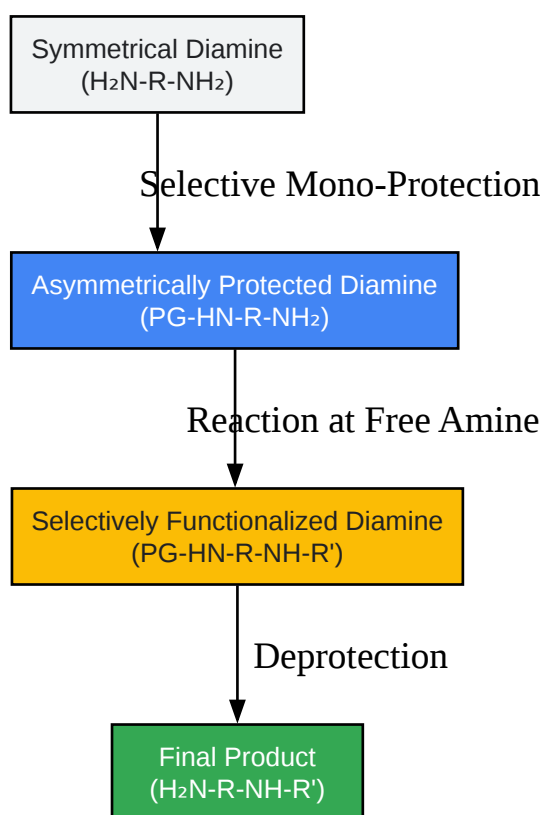 Symmetrical Diamine
(H₂N-R-NH₂)
Selective Mono-Protection
Asymmetrically Protected Diamine
(PG-HN-R-NH₂)
Reaction at Free Amine
Selectively Functionalized Diamine
(PG-HN-R-NH-R')
Deprotection
Final Product
(H₂N-R-NH-R')